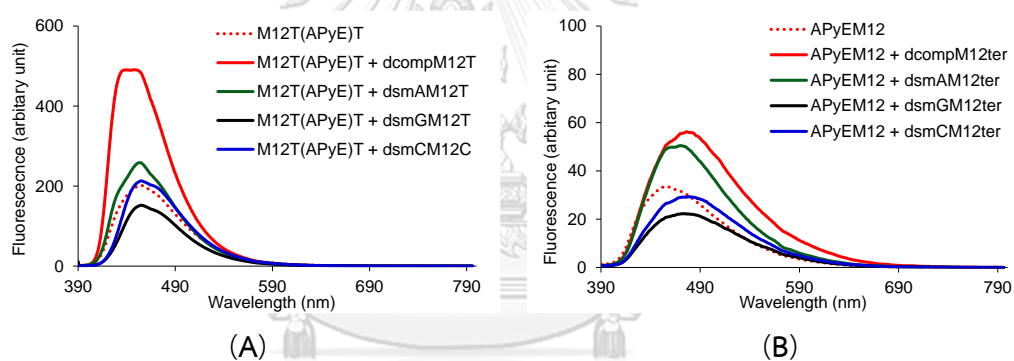 600
400
200
0
Fluorescence (arbitary unit)
M12T(APyE)T
M12T(APyE)T + dcompM12T
M12T(APyE)T + dsmAM12T
M12T(APyE)T + dsmGM12T
M12T(APyE)T + dsmCM12C
390 490 590 690 790
Wavelength (nm)
(A)
100
80
60
40
20
0
Fluorescence (arbitary unit)
APyEM12
APyEM12 + dcompM12ter
APyEM12 + dsmAM12ter
APyEM12 + dsmGM12ter
APyEM12 + dsmCM12ter
390 490 590 690 790
Wavelength (nm)
(B)